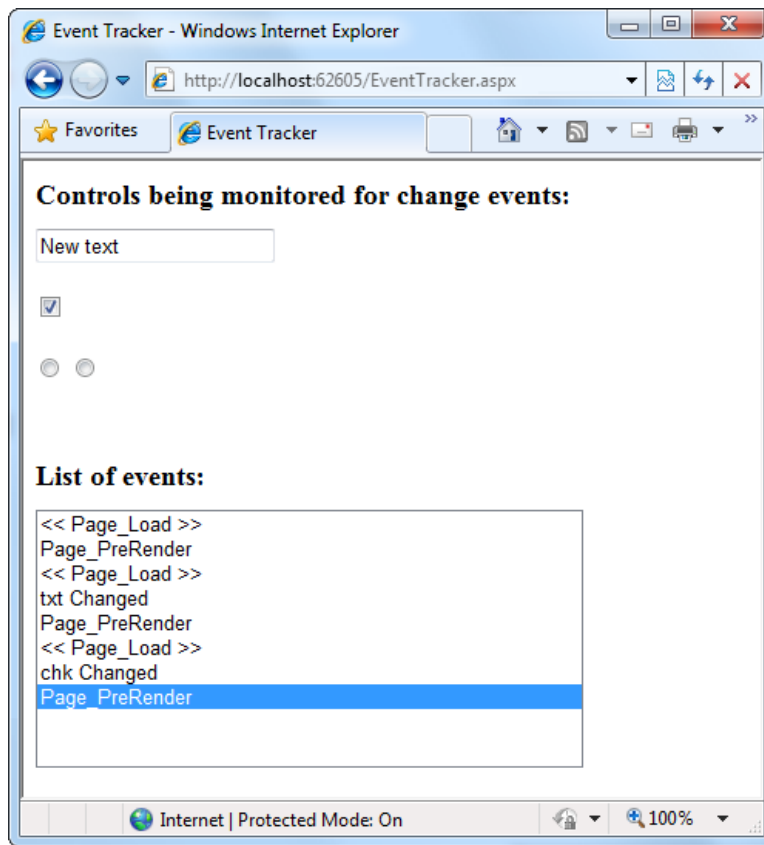 Event Tracker - Windows Internet Explorer
http://localhost:62605/EventTracker.aspx
Favorites
Event Tracker
Controls being monitored for change events:
New text
List of events:
<< Page_Load >>
Page_PreRender
<< Page_Load >>
txt Changed
Page_PreRender
<< Page_Load >>
chk Changed
Page_PreRender
Internet | Protected Mode: On
100%